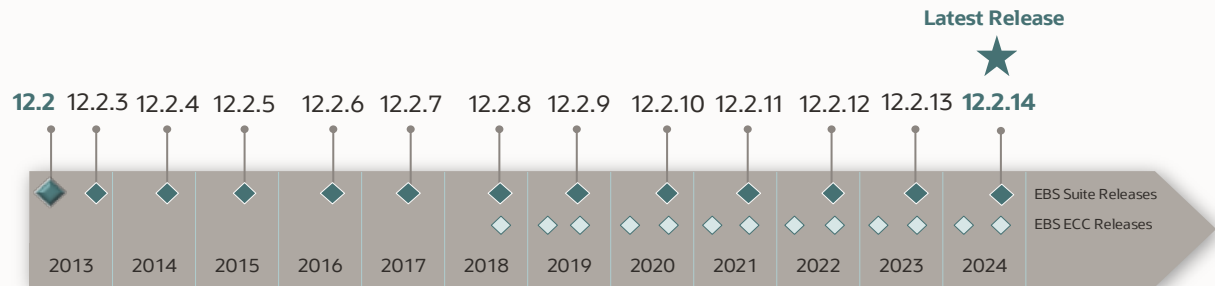 Latest Release
12.2 12.2.3 12.2.4 12.2.5 12.2.6 12.2.7 12.2.8 12.2.9 12.2.10 12.2.11 12.2.12 12.2.13 12.2.14
EBS Suite Releases
EBS ECC Releases
2013 2014 2015 2016 2017 2018 2019 2020 2021 2022 2023 2024